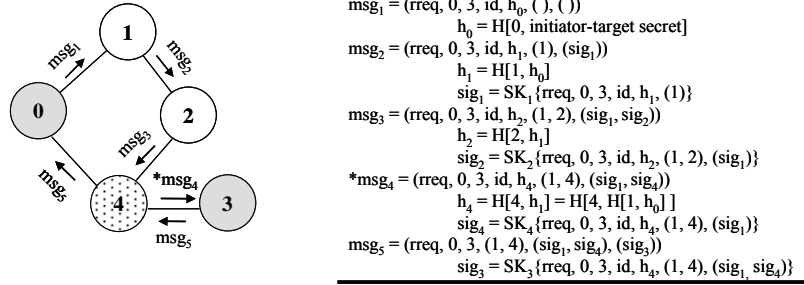 1
msg₁
msg₂
0
2
msg₃
*msg₄
msg₅
4
3
msg₅
msg₁ = (rreq, 0, 3, id, h₀, ( ), ( ))
h₀ = H[0, initiator-target secret]
msg₂ = (rreq, 0, 3, id, h₁, (1), (sig₁))
h₁ = H[1, h₀]
sig₁ = SK₁{rreq, 0, 3, id, h₁, (1)}
msg₃ = (rreq, 0, 3, id, h₂, (1, 2), (sig₁, sig₂))
h₂ = H[2, h₁]
sig₂ = SK₂{rreq, 0, 3, id, h₂, (1, 2), (sig₁)}
*msg₄ = (rreq, 0, 3, id, h₄, (1, 4), (sig₁, sig₄))
h₄ = H[4, h₁] = H[4, H[1, h₀] ]
sig₄ = SK₄{rreq, 0, 3, id, h₄, (1, 4), (sig₁)}
msg₅ = (rreq, 0, 3, (1, 4), (sig₁, sig₄), (sig₃))
sig₃ = SK₃{rreq, 0, 3, id, h₄, (1, 4), (sig₁, sig₄)}